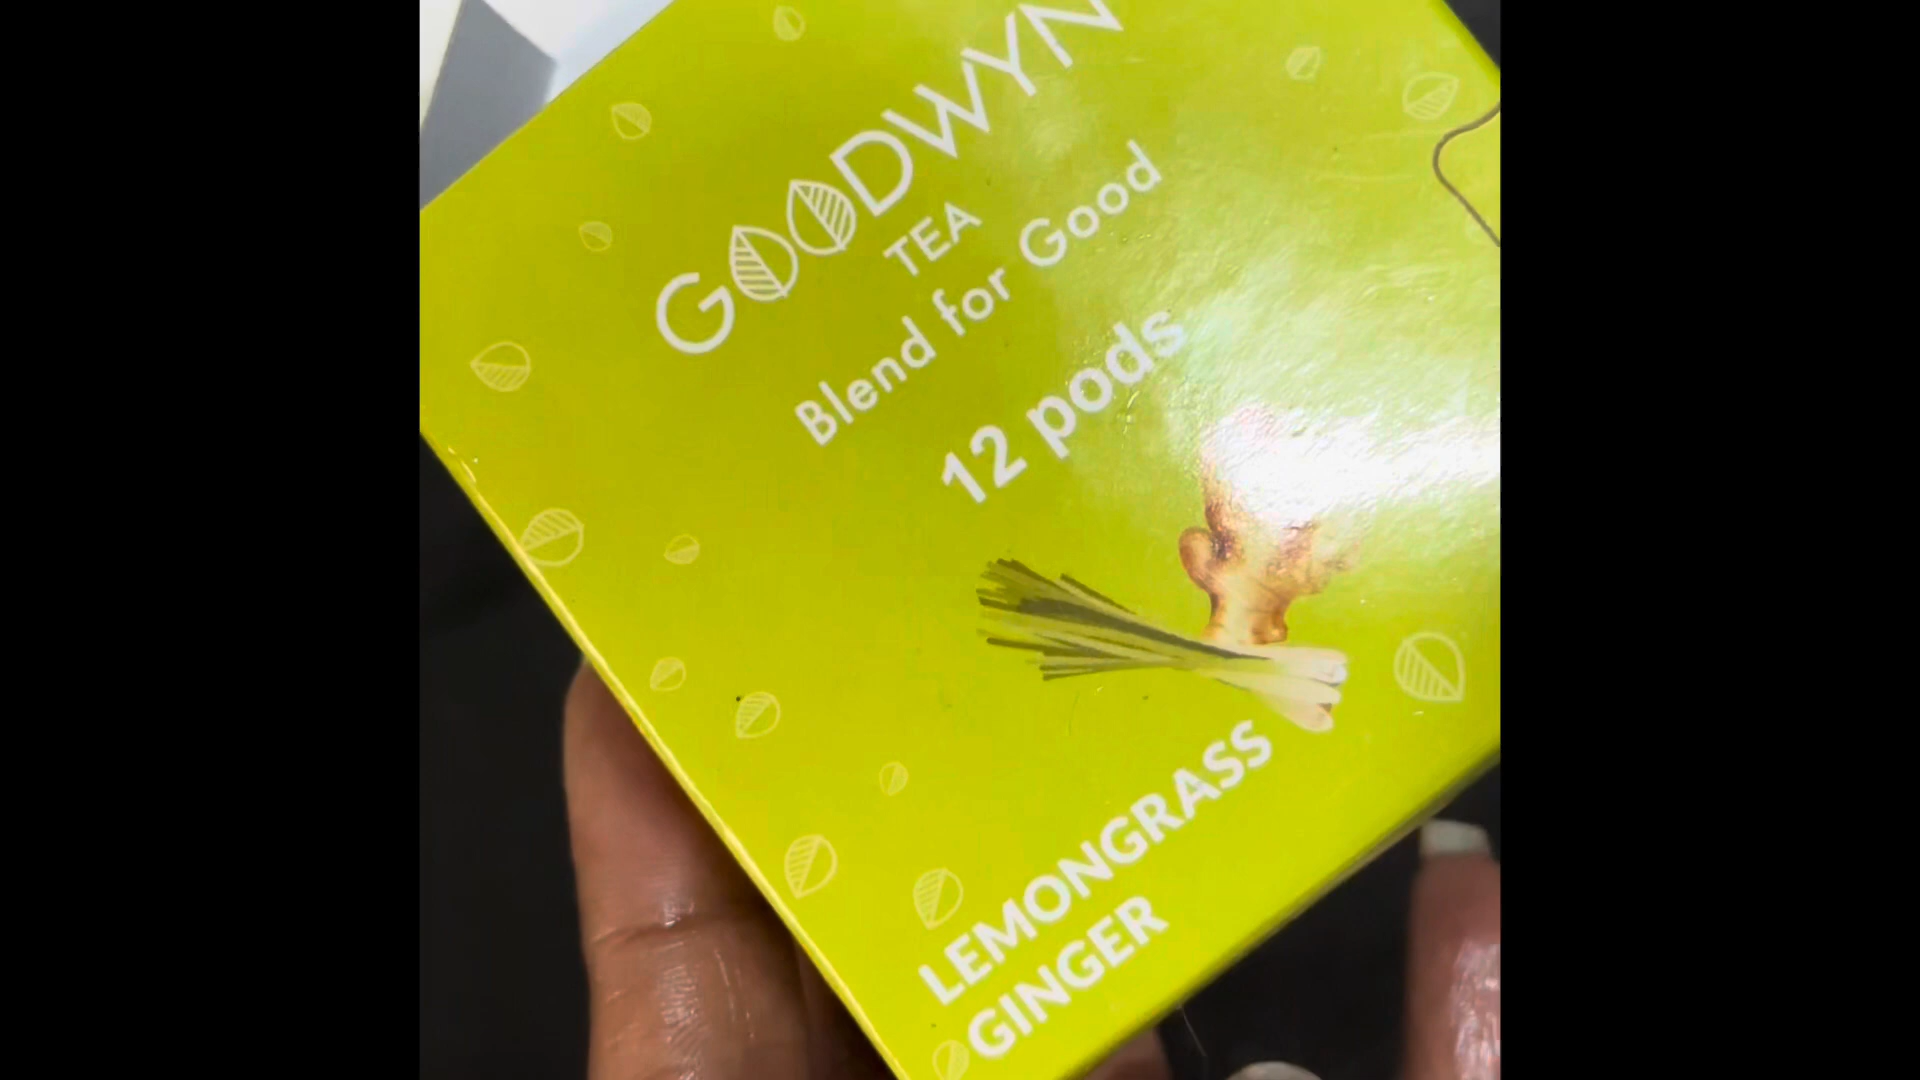 GOODWYN
TEA
Blend for Good
12 pods
LEMONGRASS
GINGER